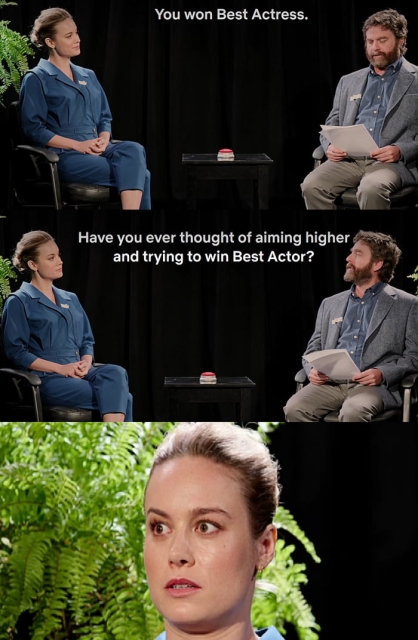 You won Best Actress.
Have you ever thought of aiming higher
and trying to win Best Actor?